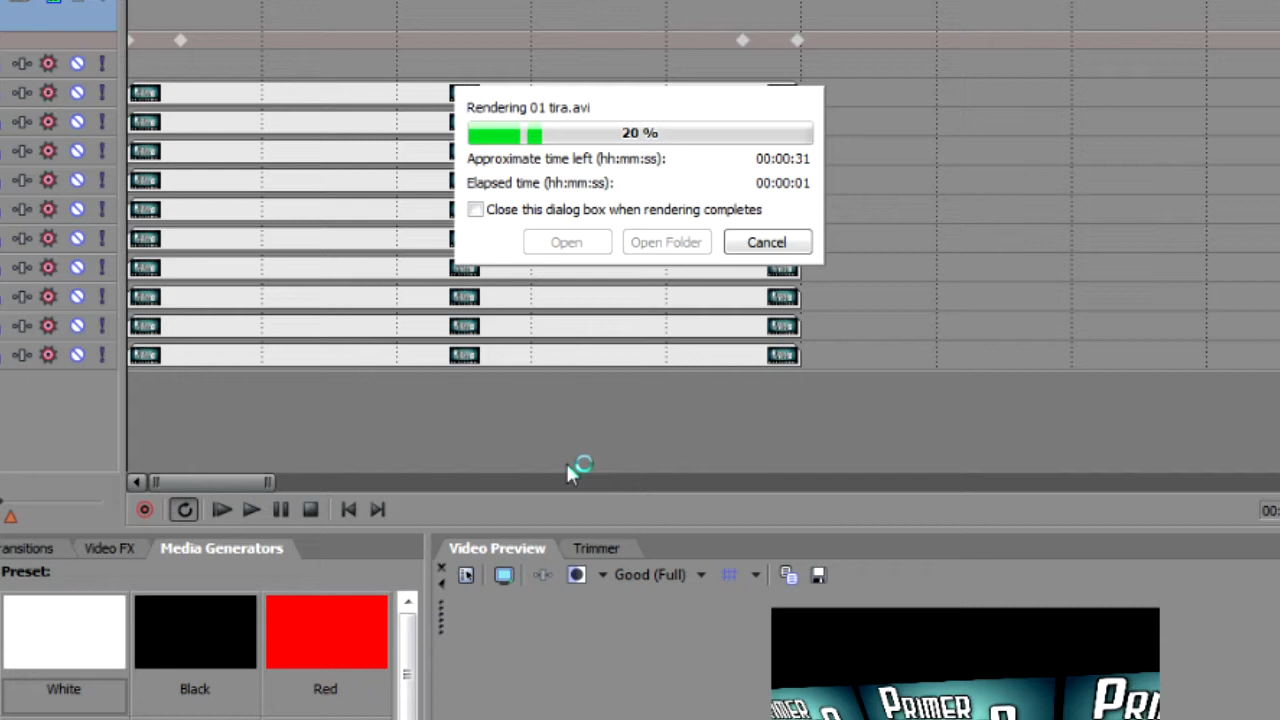 Rendering 01 tira.avi
20 %
Approximate time left (hh:mm:ss): 00:00:31
Elapsed time (hh:mm:ss): 00:00:01
Close this dialog box when rendering completes
Open Open Folder Cancel
00:
ansitions Video FX Media Generators
Video Preview Trimmer
Preset:
Good (Full)
White Black Red
PRIMER